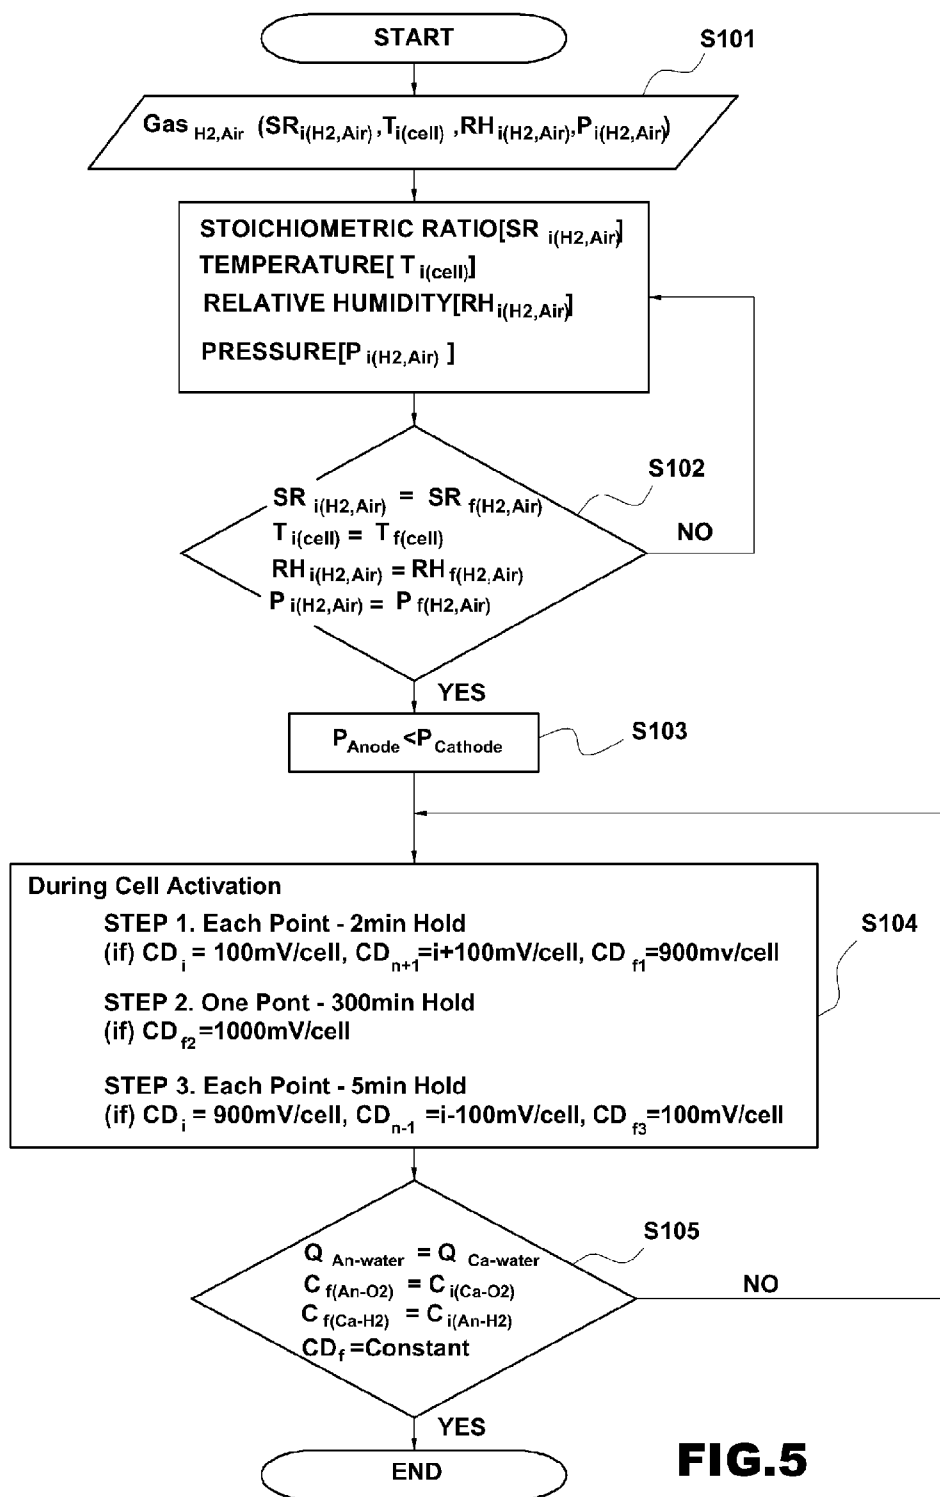 START
S101
Gas H2,Air (SRi(H2,Air),Ti(cell) ,RHi(H2,Air),Pi(H2,Air))
STOICHIOMETRIC RATIO[SR i(H2,Air)]
TEMPERATURE[ Ti(cell)]
RELATIVE HUMIDITY[RHi(H2,Air)]
PRESSURE[Pi(H2,Air) ]
S102
SR i(H2,Air) = SR f(H2,Air)
T i(cell) = T f(cell)
RH i(H2,Air) = RH f(H2,Air)
P i(H2,Air) = P f(H2,Air)
NO
YES
PAnode<PCathode
S103
During Cell Activation
STEP 1. Each Point - 2min Hold
(if) CDi = 100mV/cell, CDn+1=i+100mV/cell, CD f1=900mv/cell
S104
STEP 2. One Pont - 300min Hold
(if) CDf2=1000mV/cell
STEP 3. Each Point - 5min Hold
(if) CDi = 900mV/cell, CDn-1 =i-100mV/cell, CDf3=100mV/cell
S105
Q An-water = Q Ca-water
C f(An-O2) = C i(Ca-O2)
C f(Ca-H2) = C i(An-H2)
CDf=Constant
NO
YES
END
FIG.5